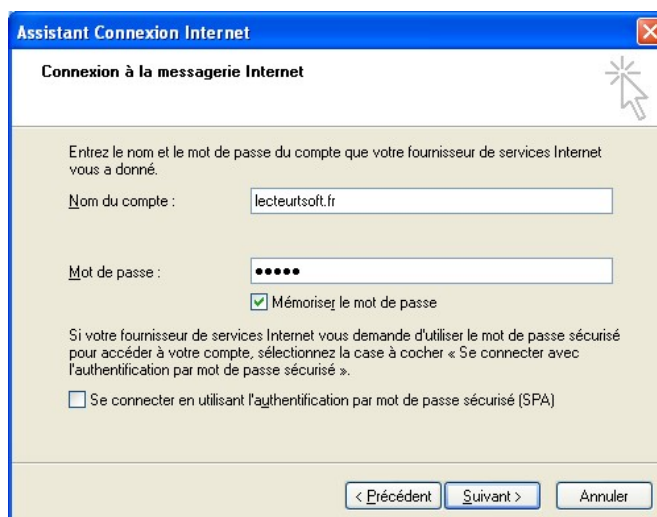 Assistant Connexion Internet
Connexion à la messagerie Internet
Entrez le nom et le mot de passe du compte que votre fournisseur de services Internet
vous a donné.
Nom du compte :
lecteurtsoft.fr
Mot de passe :
●●●●●
Mémoriser le mot de passe
Si votre fournisseur de services Internet vous demande d'utiliser le mot de passe sécurisé
pour accéder à votre compte, sélectionnez la case à cocher « Se connecter avec
l'authentification par mot de passe sécurisé ».
Se connecter en utilisant l'authentification par mot de passe sécurisé (SPA)
< Précédent
Suivant >
Annuler